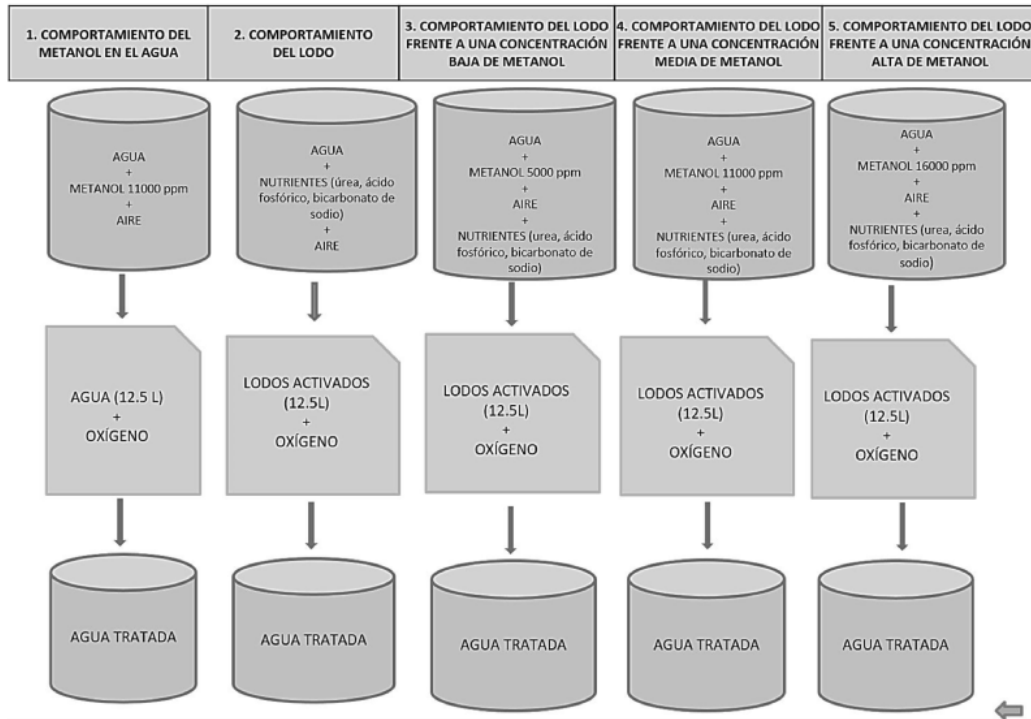 1. COMPORTAMIENTO DEL
METANOL EN EL AGUA
2. COMPORTAMIENTO
DEL LODO
3. COMPORTAMIENTO DEL LODO
FRENTE A UNA CONCENTRACIÓN
BAJA DE METANOL
4. COMPORTAMIENTO DEL LODO
FRENTE A UNA CONCENTRACIÓN
MEDIA DE METANOL
5. COMPORTAMIENTO DEL LODO
FRENTE A UNA CONCENTRACIÓN
ALTA DE METANOL
AGUA
+
METANOL 11000 ppm
+
AIRE
AGUA
+
NUTRIENTES (úrea, ácido
fosfórico, bicarbonato de
sodio)
+
AIRE
AGUA
+
METANOL 5000 ppm
+
AIRE
+
NUTRIENTES (urea, ácido
fosfórico, bicarbonato de
sodio)
AGUA
+
METANOL 11000 ppm
+
AIRE
+
NUTRIENTES (urea, ácido
fosfórico, bicarbonato de
sodio)
AGUA
+
METANOL 16000 ppm
+
AIRE
+
NUTRIENTES (urea, ácido
fosfórico, bicarbonato de
sodio)
AGUA (12.5 L)
+
OXÍGENO
LODOS ACTIVADOS
(12.5L)
+
OXÍGENO
LODOS ACTIVADOS
(12.5L)
+
OXÍGENO
LODOS ACTIVADOS
(12.5L)
+
OXÍGENO
LODOS ACTIVADOS
(12.5L)
+
OXÍGENO
AGUA TRATADA
AGUA TRATADA
AGUA TRATADA
AGUA TRATADA
AGUA TRATADA